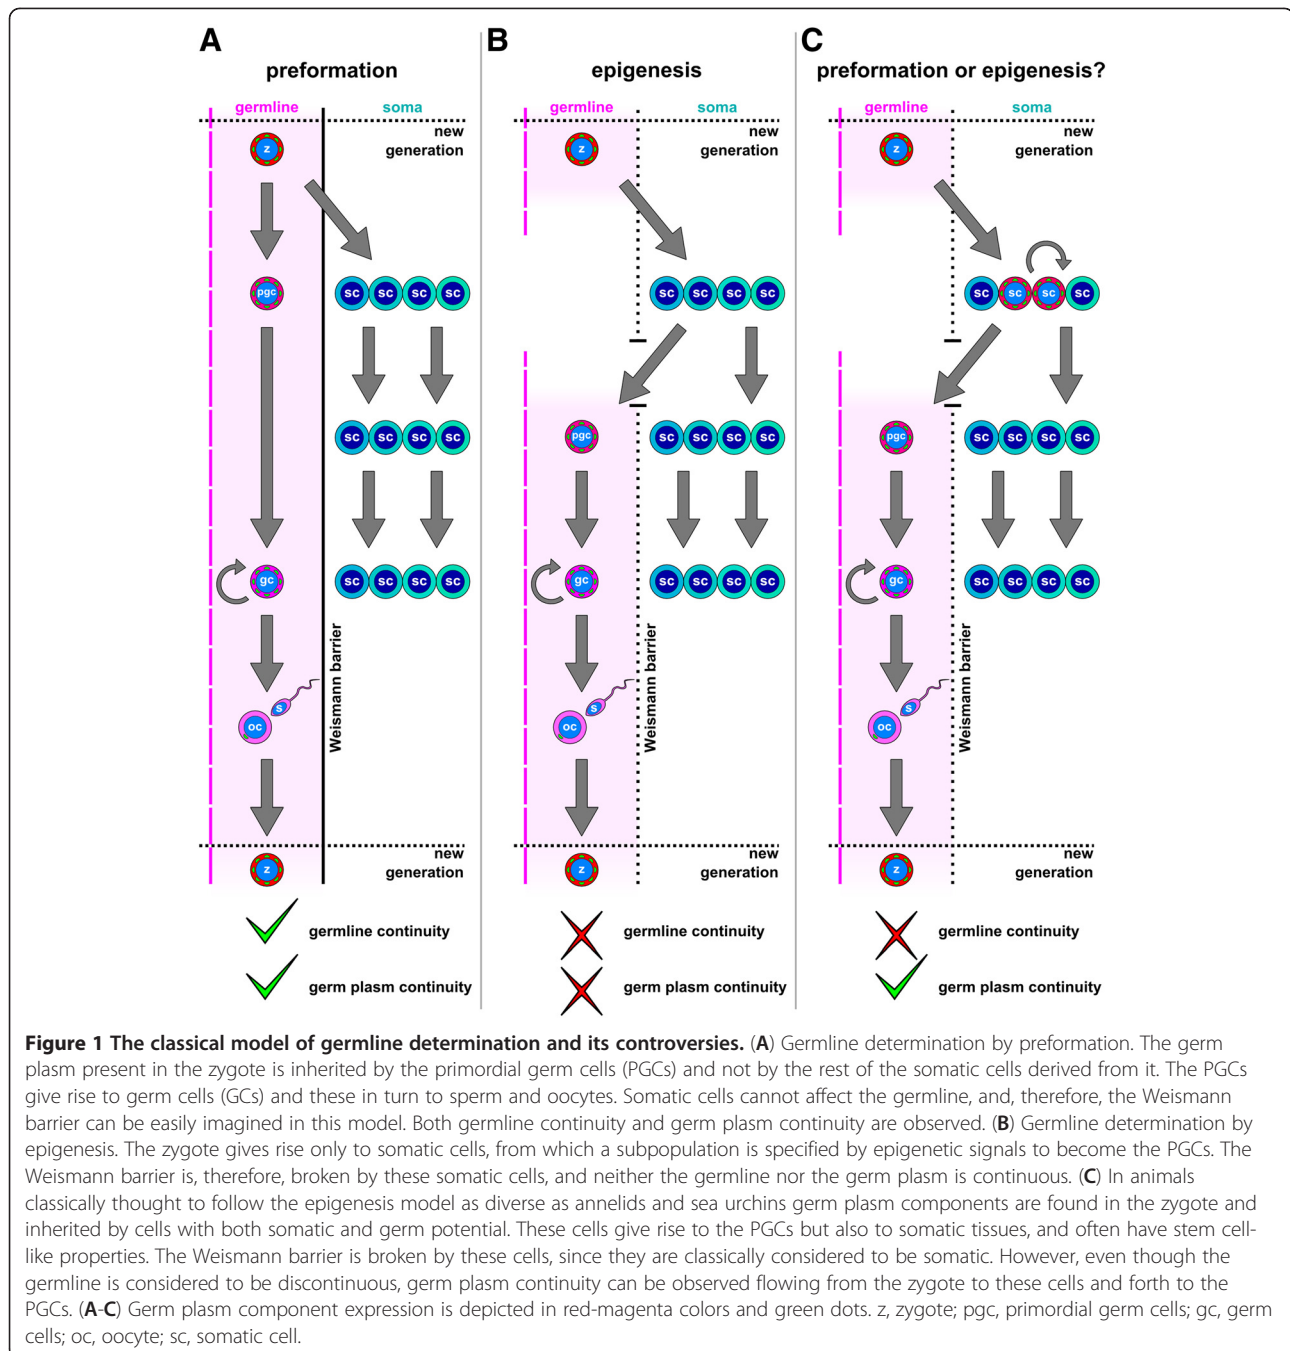 A
preformation
germline
soma
new
generation
z
pgc
sc sc sc sc
sc sc sc sc
gc
sc sc sc sc
Weismann barrier
s
oc
new
generation
z
germline continuity
germ plasm continuity
B
epigenesis
germline
soma
new
generation
z
sc sc sc sc
pgc
sc sc sc sc
gc
sc sc sc sc
Weismann barrier
s
oc
new
generation
z
germline continuity
germ plasm continuity
C
preformation or epigenesis?
germline
soma
new
generation
z
sc sc sc sc
pgc
sc sc sc sc
gc
sc sc sc sc
Weismann barrier
s
oc
new
generation
z
germline continuity
germ plasm continuity
Figure 1 The classical model of germline determination and its controversies. (A) Germline determination by preformation. The germ
plasm present in the zygote is inherited by the primordial germ cells (PGCs) and not by the rest of the somatic cells derived from it. The PGCs
give rise to germ cells (GCs) and these in turn to sperm and oocytes. Somatic cells cannot affect the germline, and, therefore, the Weismann
barrier can be easily imagined in this model. Both germline continuity and germ plasm continuity are observed. (B) Germline determination by
epigenesis. The zygote gives rise only to somatic cells, from which a subpopulation is specified by epigenetic signals to become the PGCs. The
Weismann barrier is, therefore, broken by these somatic cells, and neither the germline nor the germ plasm is continuous. (C) In animals
classically thought to follow the epigenesis model as diverse as annelids and sea urchins germ plasm components are found in the zygote and
inherited by cells with both somatic and germ potential. These cells give rise to the PGCs but also to somatic tissues, and often have stem cell-
like properties. The Weismann barrier is broken by these cells, since they are classically considered to be somatic. However, even though the
germline is considered to be discontinuous, germ plasm continuity can be observed flowing from the zygote to these cells and forth to the
PGCs. (A-C) Germ plasm component expression is depicted in red-magenta colors and green dots. z, zygote; pgc, primordial germ cells; gc, germ
cells; oc, oocyte; sc, somatic cell.